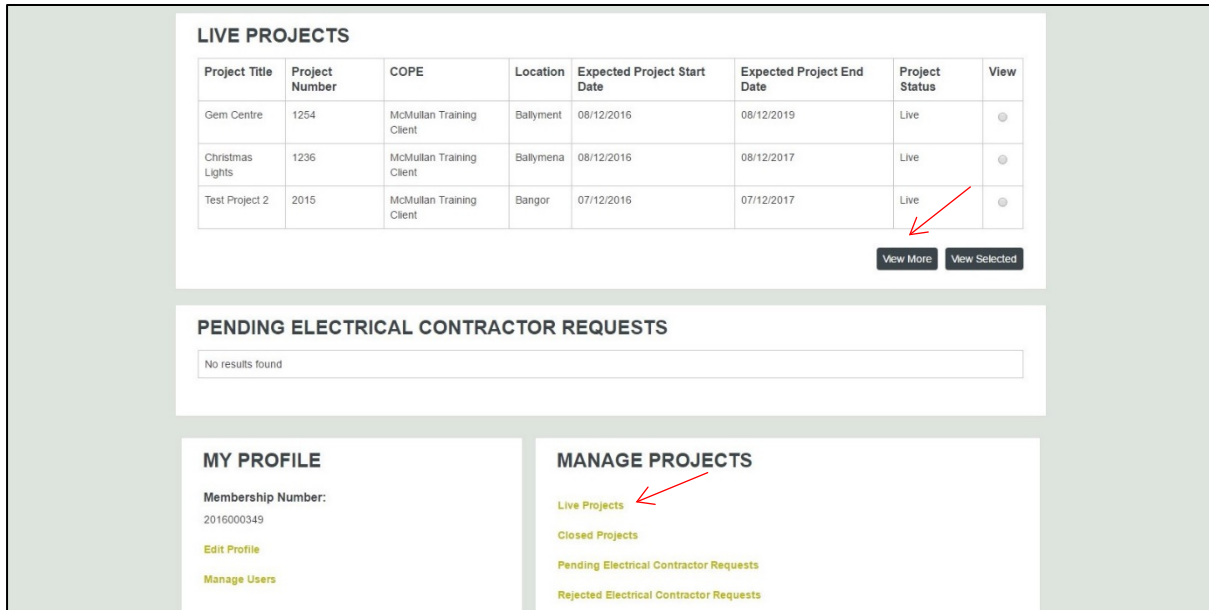 LIVE PROJECTS
Project Title Project Number COPE Location Expected Project Start Date Expected Project End Date Project Status View
Gem Centre 1254 McMullan Training Client Ballyment 08/12/2016 08/12/2019 Live
Christmas Lights 1236 McMullan Training Client Ballymena 08/12/2016 08/12/2017 Live
Test Project 2 2015 McMullan Training Client Bangor 07/12/2016 07/12/2017 Live
View More View Selected
PENDING ELECTRICAL CONTRACTOR REQUESTS
No results found
MY PROFILE
Membership Number:
2016000349
Edit Profile
Manage Users
MANAGE PROJECTS
Live Projects
Closed Projects
Pending Electrical Contractor Requests
Rejected Electrical Contractor Requests